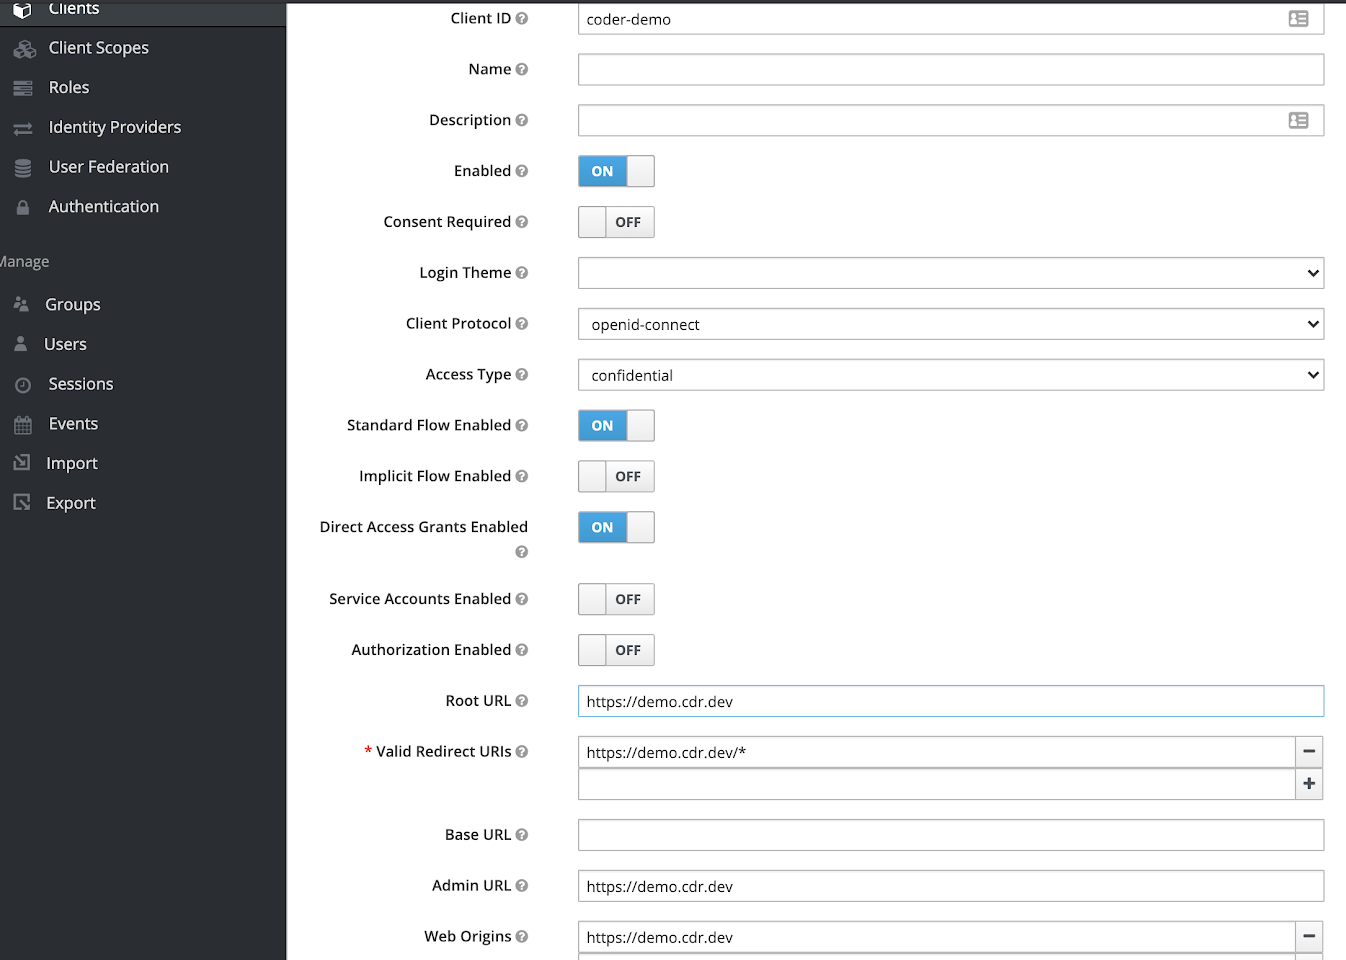 Clients
Client Scopes
Roles
Identity Providers
User Federation
Authentication
Manage
Groups
Users
Sessions
Events
Import
Export
Client ID
coder-demo
Name
Description
Enabled
ON
Consent Required
OFF
Login Theme
Client Protocol
openid-connect
Access Type
confidential
Standard Flow Enabled
ON
Implicit Flow Enabled
OFF
Direct Access Grants Enabled
ON
Service Accounts Enabled
OFF
Authorization Enabled
OFF
Root URL
https://demo.cdr.dev
* Valid Redirect URIs
https://demo.cdr.dev/*
Base URL
Admin URL
https://demo.cdr.dev
Web Origins
https://demo.cdr.dev